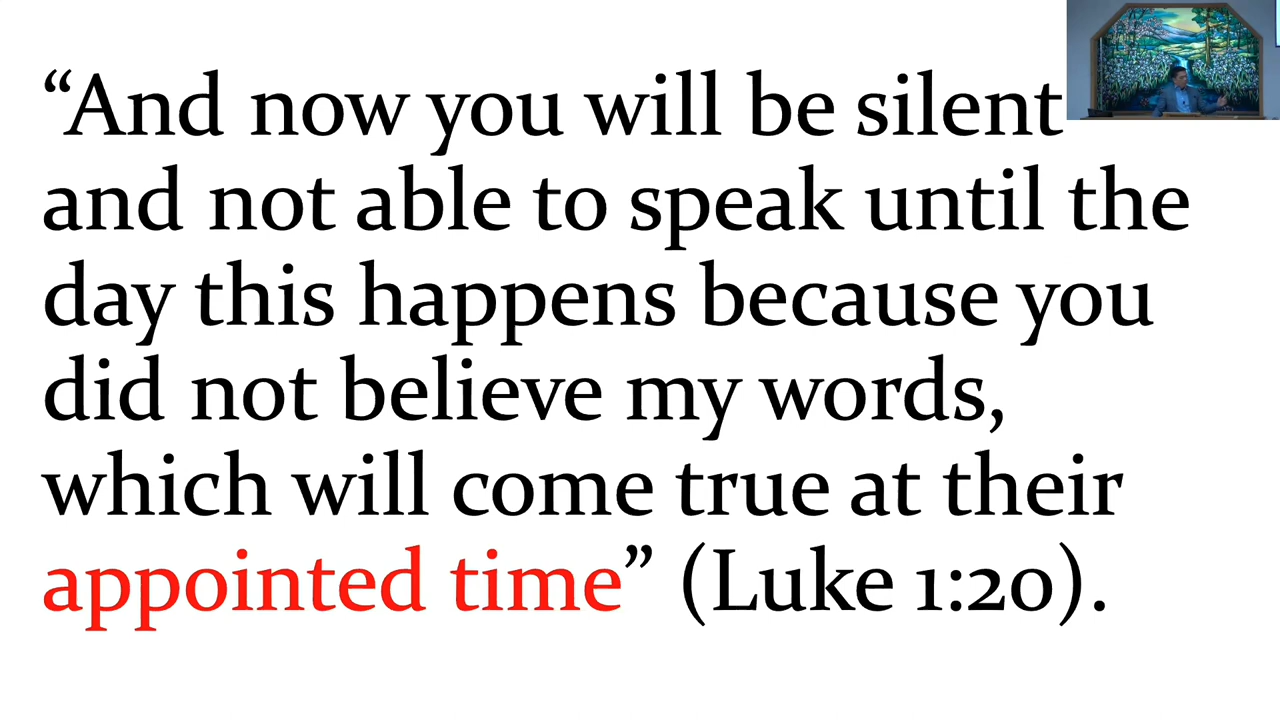 “And now you will be silent
and not able to speak until the
day this happens because you
did not believe my words,
which will come true at their
appointed time” (Luke 1:20).